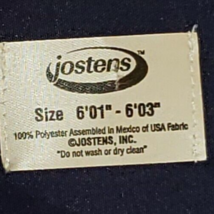 jostens™
Size 6'01" - 6'03"
100% Polyester Assembled in Mexico of USA Fabric
©JOSTENS, INC.
"Do not wash or dry clean"